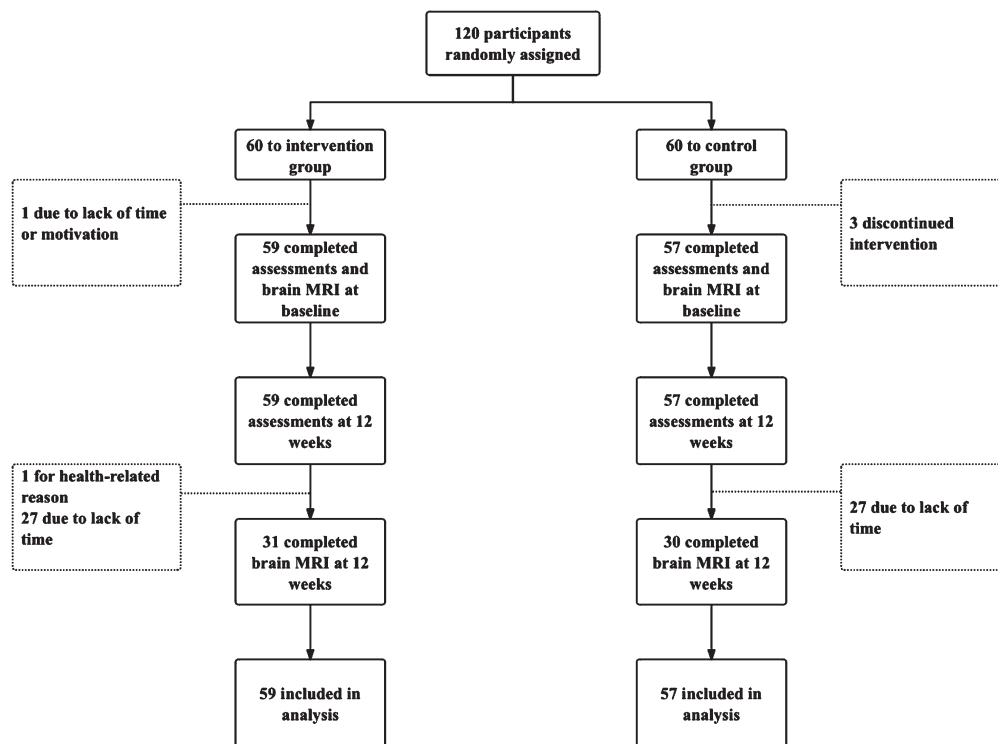 120 participants
randomly assigned
60 to intervention
group
60 to control
group
1 due to lack of time
or motivation
3 discontinued
intervention
59 completed
assessments and
brain MRI at
baseline
57 completed
assessments and
brain MRI at
baseline
59 completed
assessments at 12
weeks
57 completed
assessments at 12
weeks
1 for health-related
reason
27 due to lack of
time
27 due to lack of
time
31 completed
brain MRI at 12
weeks
30 completed
brain MRI at 12
weeks
59 included in
analysis
57 included in
analysis